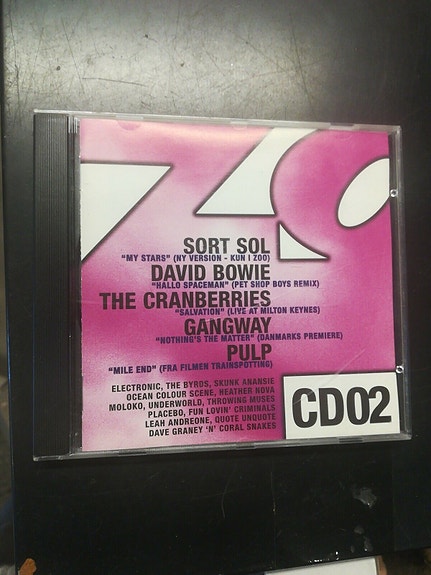 ZO
SORT SOL
"MY STARS" (NY VERSION - KUN I ZOO)
DAVID BOWIE
"HALLO SPACEMAN" (PET SHOP BOYS REMIX)
THE CRANBERRIES
"SALVATION" (LIVE AT MILTON KEYNES)
GANGWAY
"NOTHING'S THE MATTER" (DANMARKS PREMIERE)
PULP
"MILE END" (FRA FILMEN TRAINSPOTTING)
ELECTRONIC, THE BYRDS, SKUNK ANANSIE
OCEAN COLOUR SCENE, HEATHER NOVA
MOLOKO, UNDERWORLD, THROWING MUSES
PLACEBO, FUN LOVIN' CRIMINALS
LEAH ANDREONE, QUOTE UNQUOTE
DAVE GRANEY 'N' CORAL SNAKES
CD02